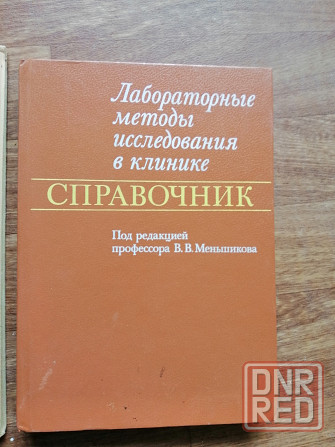 Лабораторные
методы
исследования
в клинике
СПРАВОЧНИК
Под редакцией
профессора В. В. Меньшикова
DNR
RED